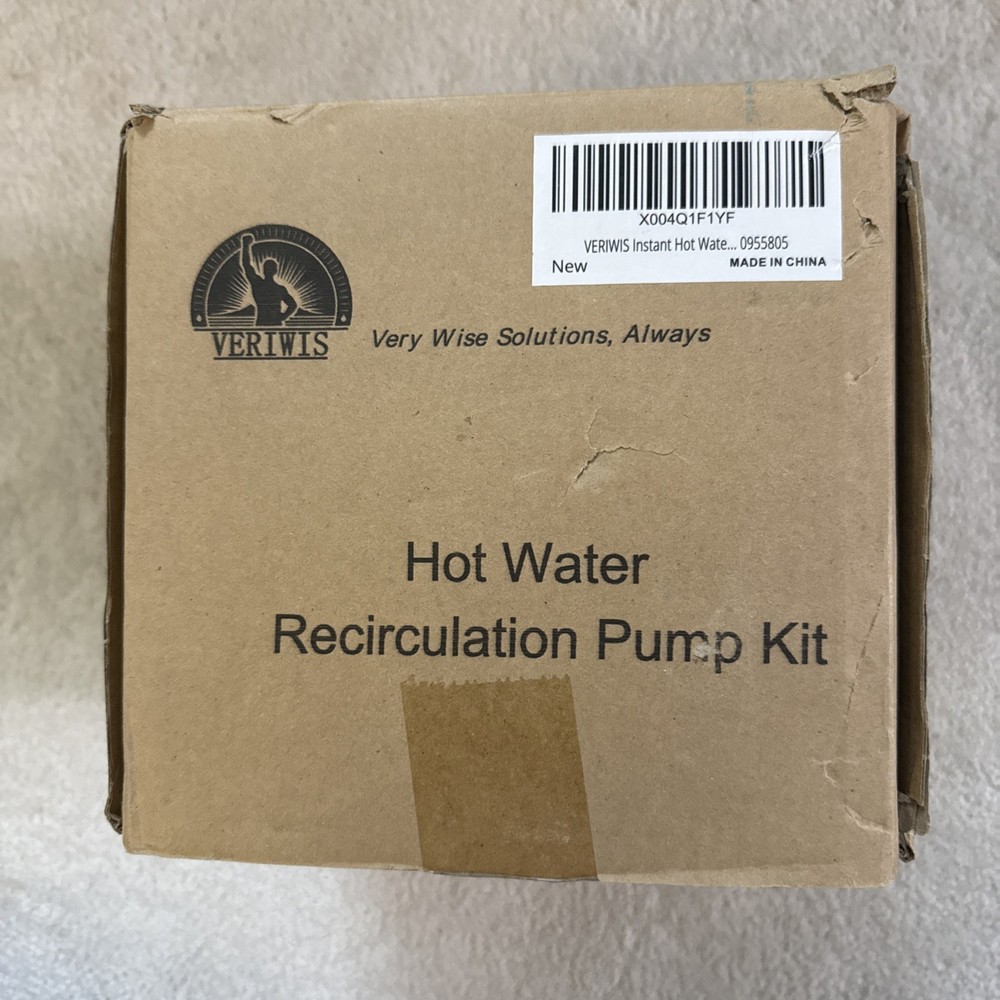 X004Q1F1YF
VERIWIS Instant Hot Wate... 0955805
New MADE IN CHINA
VERIWIS
Very Wise Solutions, Always
Hot Water
Recirculation Pump Kit